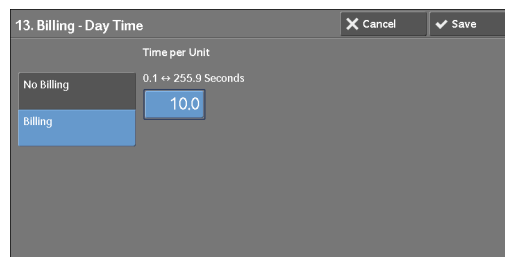 13. Billing - Day Time
Cancel
Save
Time per Unit
0.1 ↔ 255.9 Seconds
No Billing
10.0
Billing